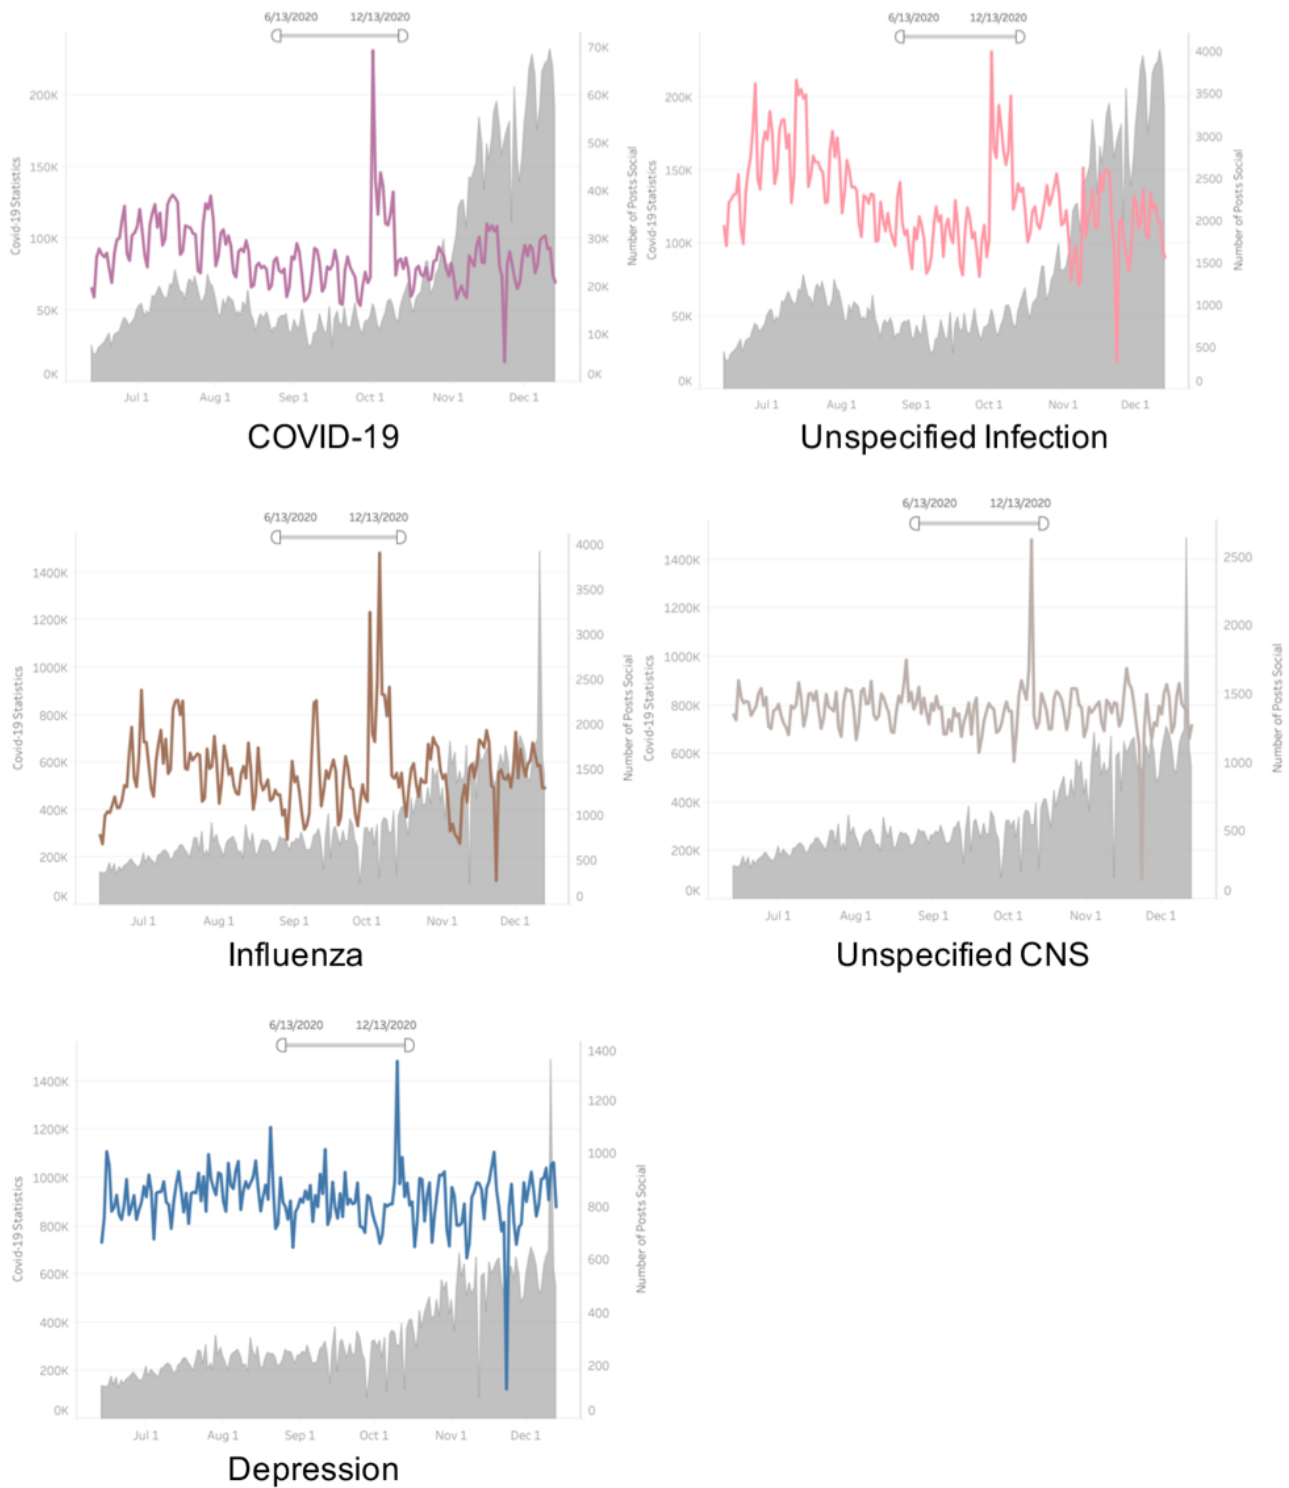 6/13/2020 12/13/2020
Covid-19 Statistics
200K
150K
100K
50K
0K
70K
60K
50K
40K
30K
20K
10K
0K
Number of Posts Social
Jul 1 Aug 1 Sep 1 Oct 1 Nov 1 Dec 1
COVID-19
6/13/2020 12/13/2020
Covid-19 Statistics
200K
150K
100K
50K
0K
4000
3500
3000
2500
2000
1500
1000
500
0
Number of Posts Social
Jul 1 Aug 1 Sep 1 Oct 1 Nov 1 Dec 1
Unspecified Infection
6/13/2020 12/13/2020
Covid-19 Statistics
1400K
1200K
1000K
800K
600K
400K
200K
0K
4000
3500
3000
2500
2000
1500
1000
500
0
Number of Posts Social
Jul 1 Aug 1 Sep 1 Oct 1 Nov 1 Dec 1
Influenza
6/13/2020 12/13/2020
Covid-19 Statistics
1400K
1200K
1000K
800K
600K
400K
200K
0K
2500
2000
1500
1000
500
0
Number of Posts Social
Jul 1 Aug 1 Sep 1 Oct 1 Nov 1 Dec 1
Unspecified CNS
6/13/2020 12/13/2020
Covid-19 Statistics
1400K
1200K
1000K
800K
600K
400K
200K
0K
1400
1200
1000
800
600
400
200
0
Number of Posts Social
Jul 1 Aug 1 Sep 1 Oct 1 Nov 1 Dec 1
Depression